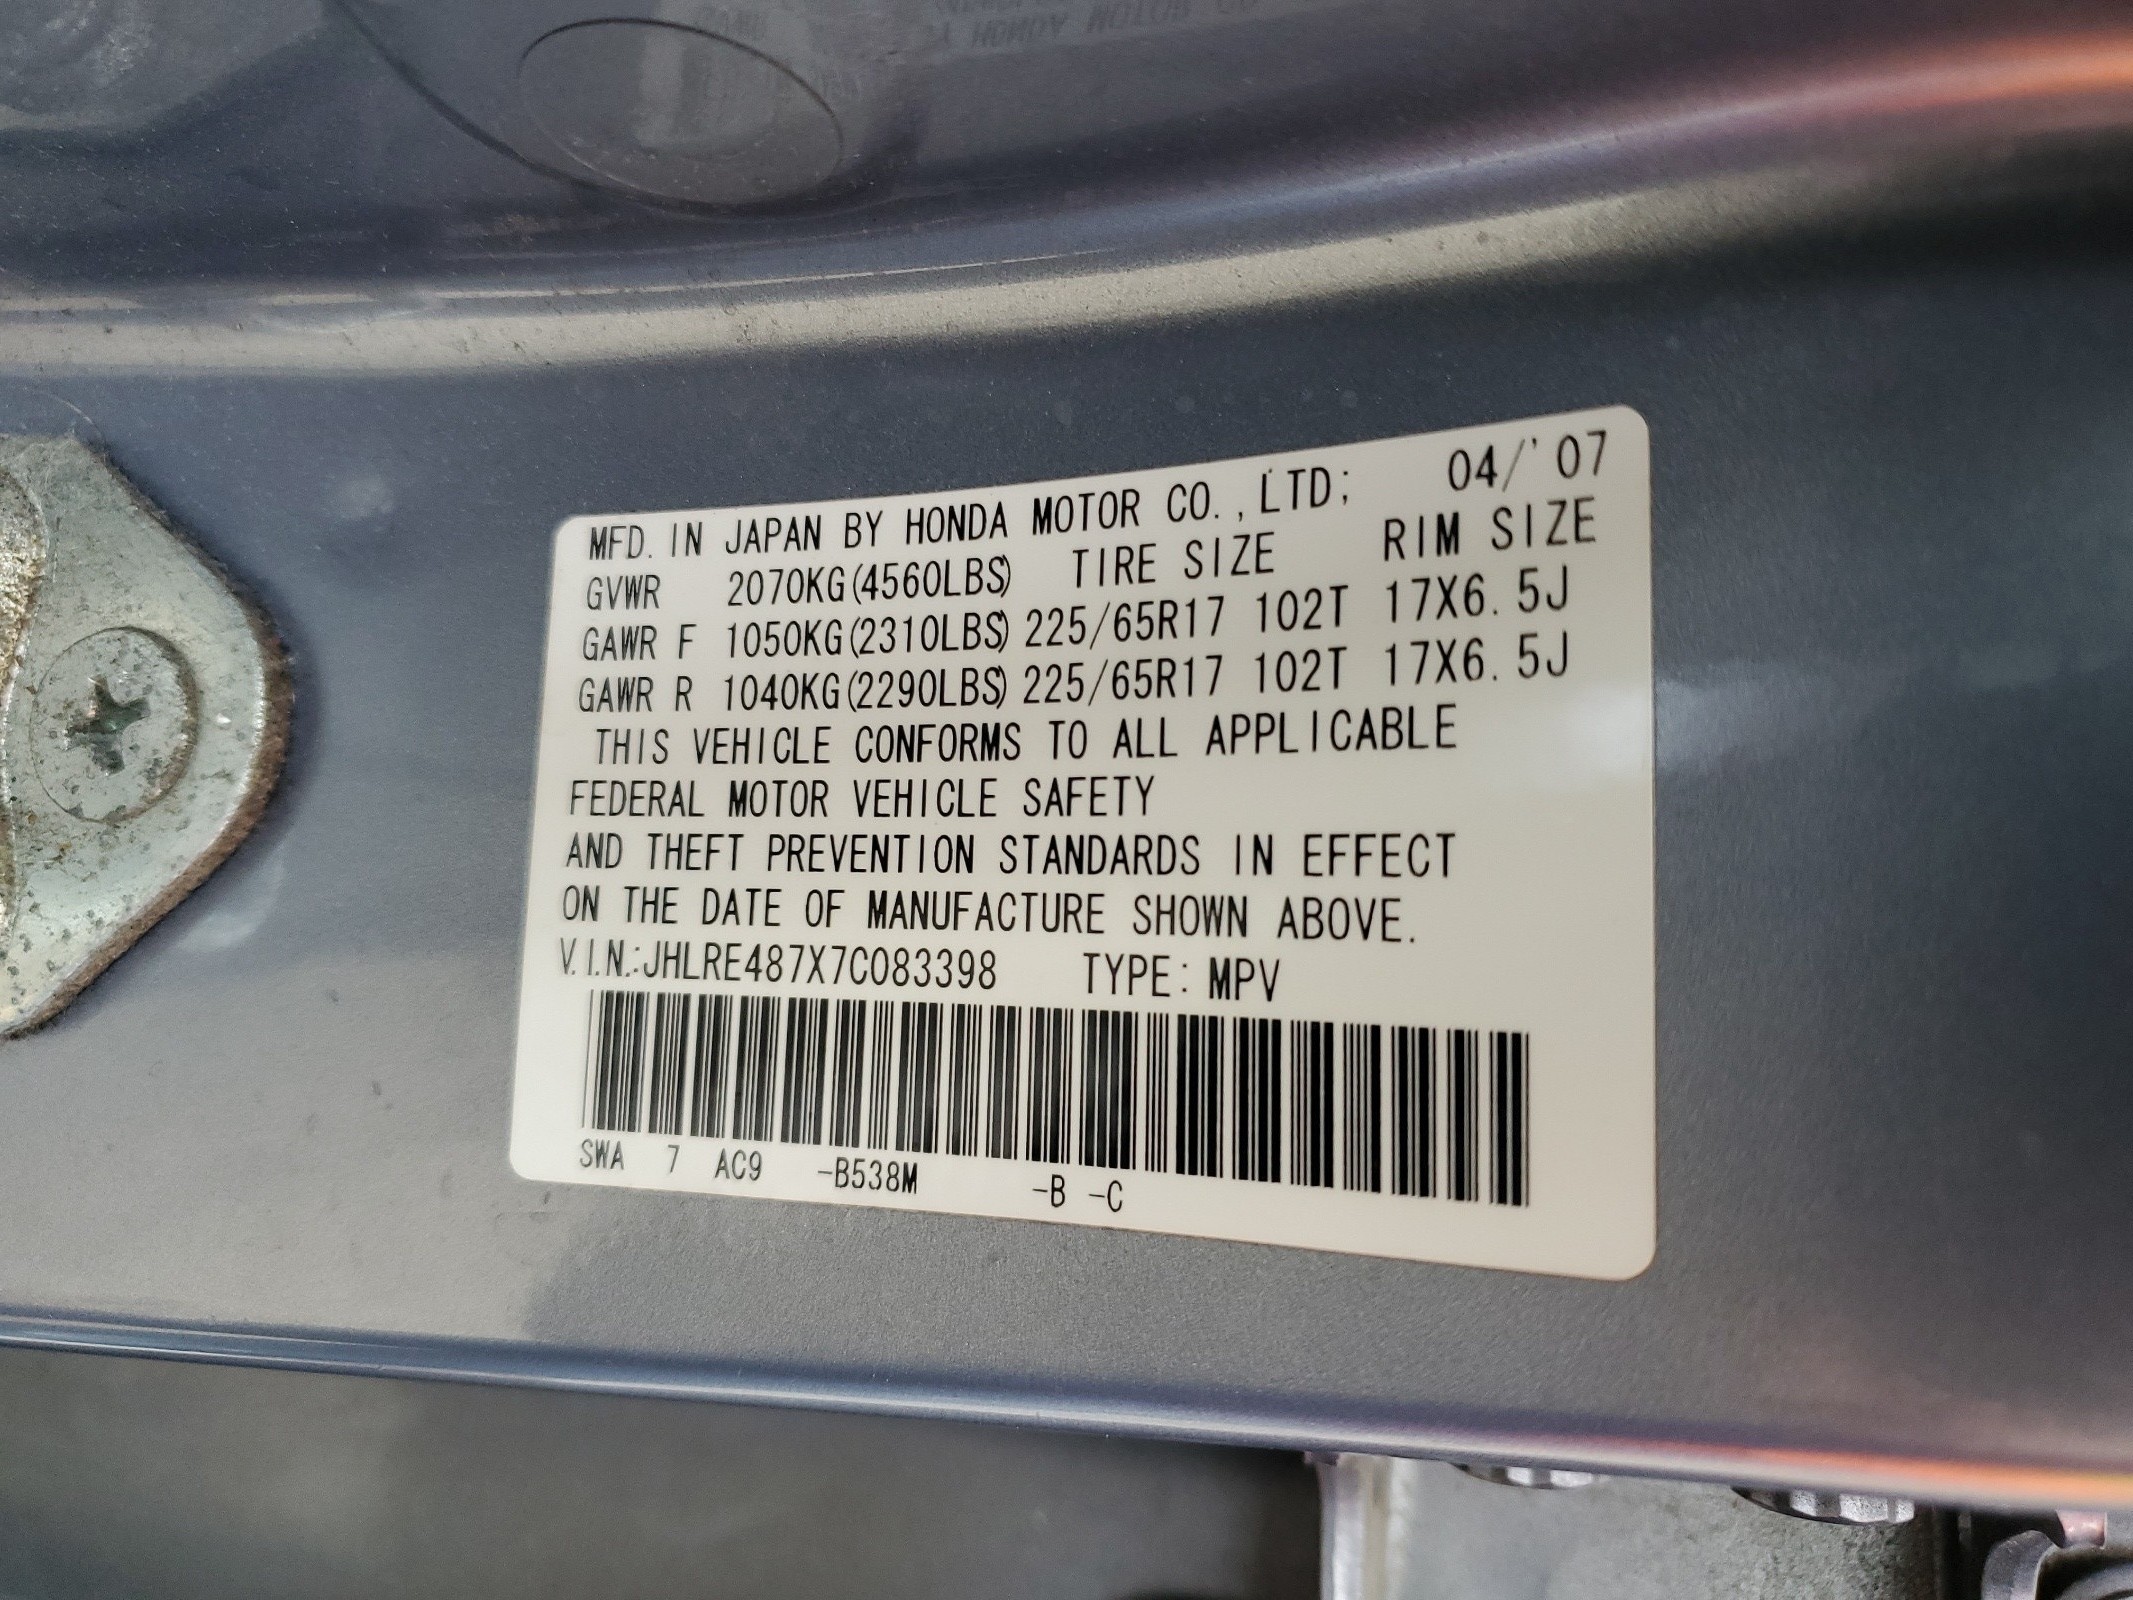 MFD. IN JAPAN BY HONDA MOTOR CO., LTD; 04/'07
GVWR 2070KG(4560LBS) TIRE SIZE RIM SIZE
GAWR F 1050KG(2310LBS) 225/65R17 102T 17X6.5J
GAWR R 1040KG(2290LBS) 225/65R17 102T 17X6.5J
THIS VEHICLE CONFORMS TO ALL APPLICABLE
FEDERAL MOTOR VEHICLE SAFETY
AND THEFT PREVENTION STANDARDS IN EFFECT
ON THE DATE OF MANUFACTURE SHOWN ABOVE.
V.I.N.:JHLRE487X7C083398 TYPE: MPV
SWA 7 AC9 -B538M -B -C